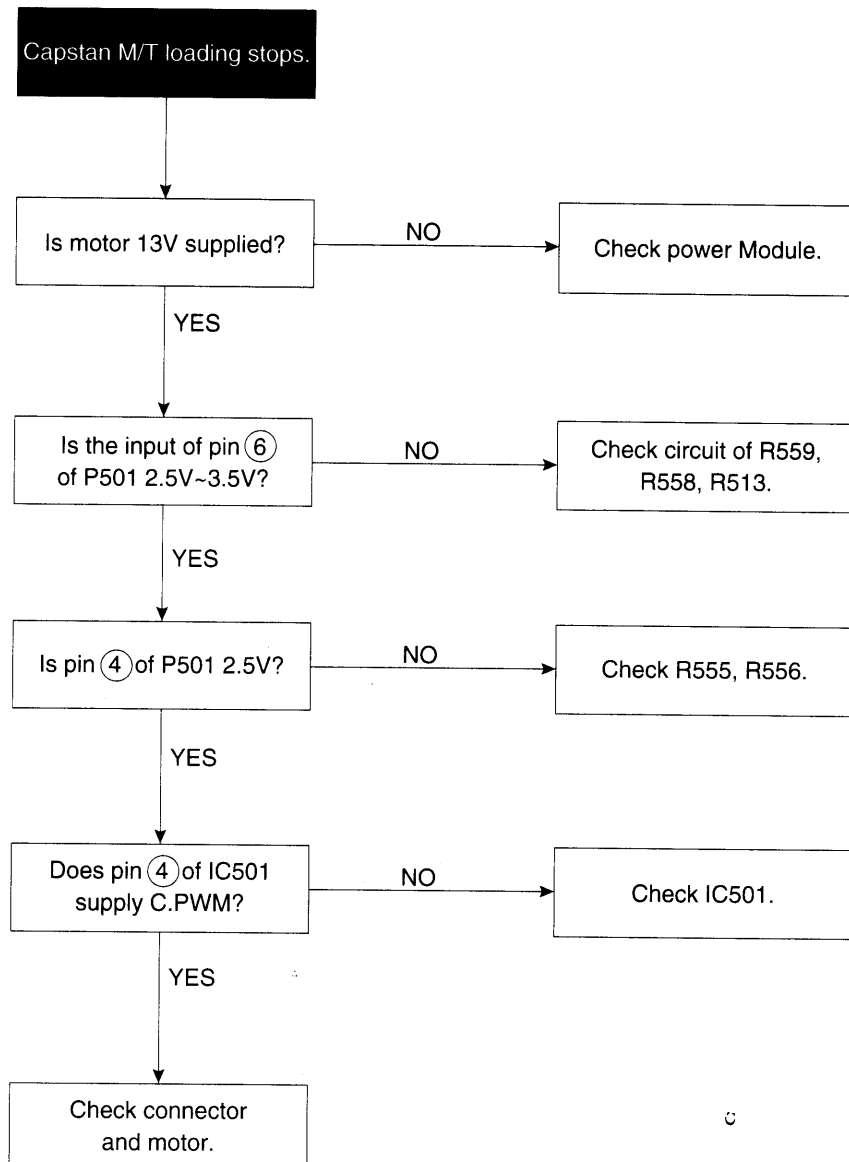 Capstan M/T loading stops.
Is motor 13V supplied?
NO
Check power Module.
YES
Is the input of pin ⑥
of P501 2.5V~3.5V?
NO
Check circuit of R559,
R558, R513.
YES
Is pin ④ of P501 2.5V?
NO
Check R555, R556.
YES
Does pin ④ of IC501
supply C.PWM?
NO
Check IC501.
YES
Check connector
and motor.